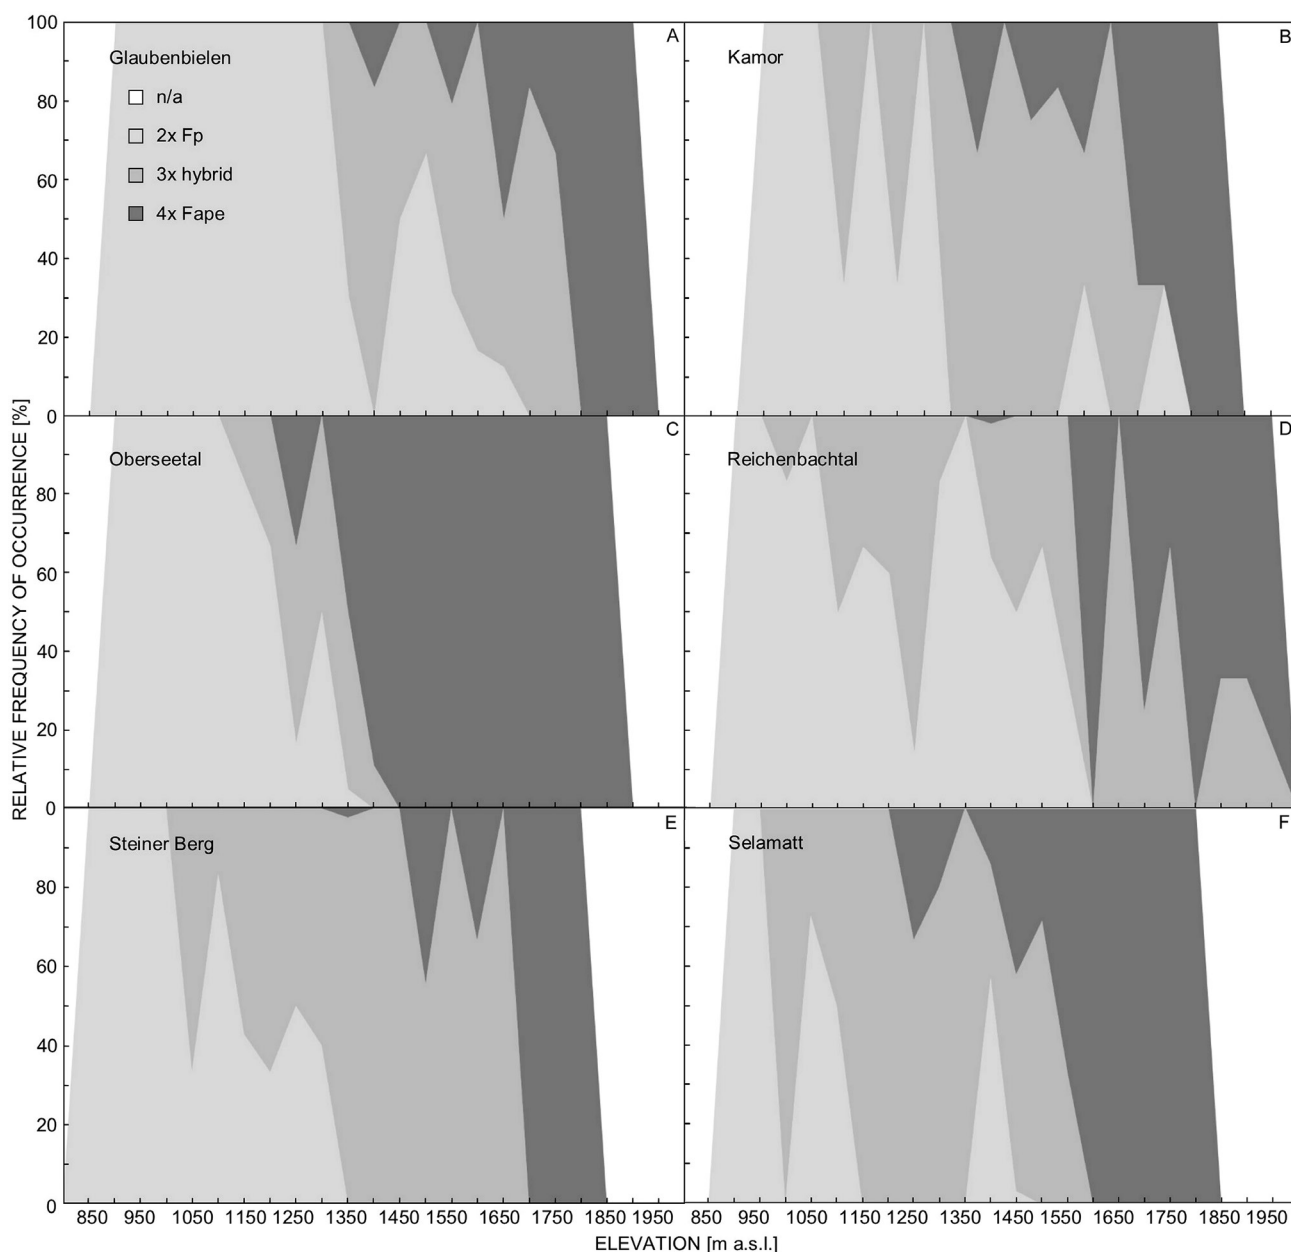 RELATIVE FREQUENCY OF OCCURRENCE [%]
100
80
60
40
20
0
A
Glaubenbielen
n/a
2x Fp
3x hybrid
4x Fape
B
Kamor
80
60
40
20
0
C
Oberseetal
D
Reichenbachtal
80
60
40
20
0
E
Steiner Berg
F
Selamatt
850 950 1050 1150 1250 1350 1450 1550 1650 1750 1850 1950
850 950 1050 1150 1250 1350 1450 1550 1650 1750 1850 1950
ELEVATION [m a.s.l.]